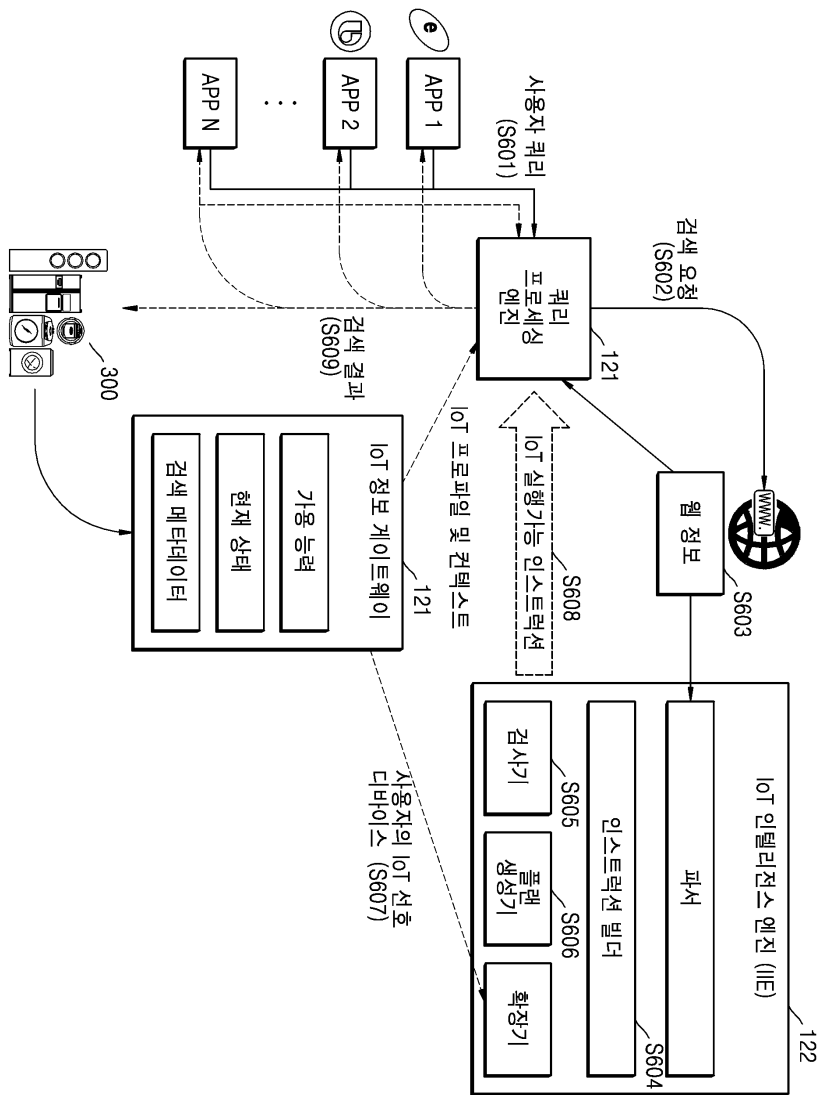 e
APP 1
b
APP 2
· · ·
APP N
사용자 쿼리
(S601)
검색 요청
(S602)
쿼리
프로세싱
엔진
121
WWW.
웹 정보
S603
검색 결과
(S609)
300
IoT 프로파일 및 컨텍스트
IoT 실행가능 인스트럭션
S608
IoT 정보 게이트웨이
121
가용 능력
현재 상태
검색 메타데이터
사용자의 IoT 선호
디바이스 (S607)
IoT 인텔리전스 엔진 (IIE)
122
파서
인스트럭션 빌더
S604
검사기
S605
플랜
생성기
S606
확장기